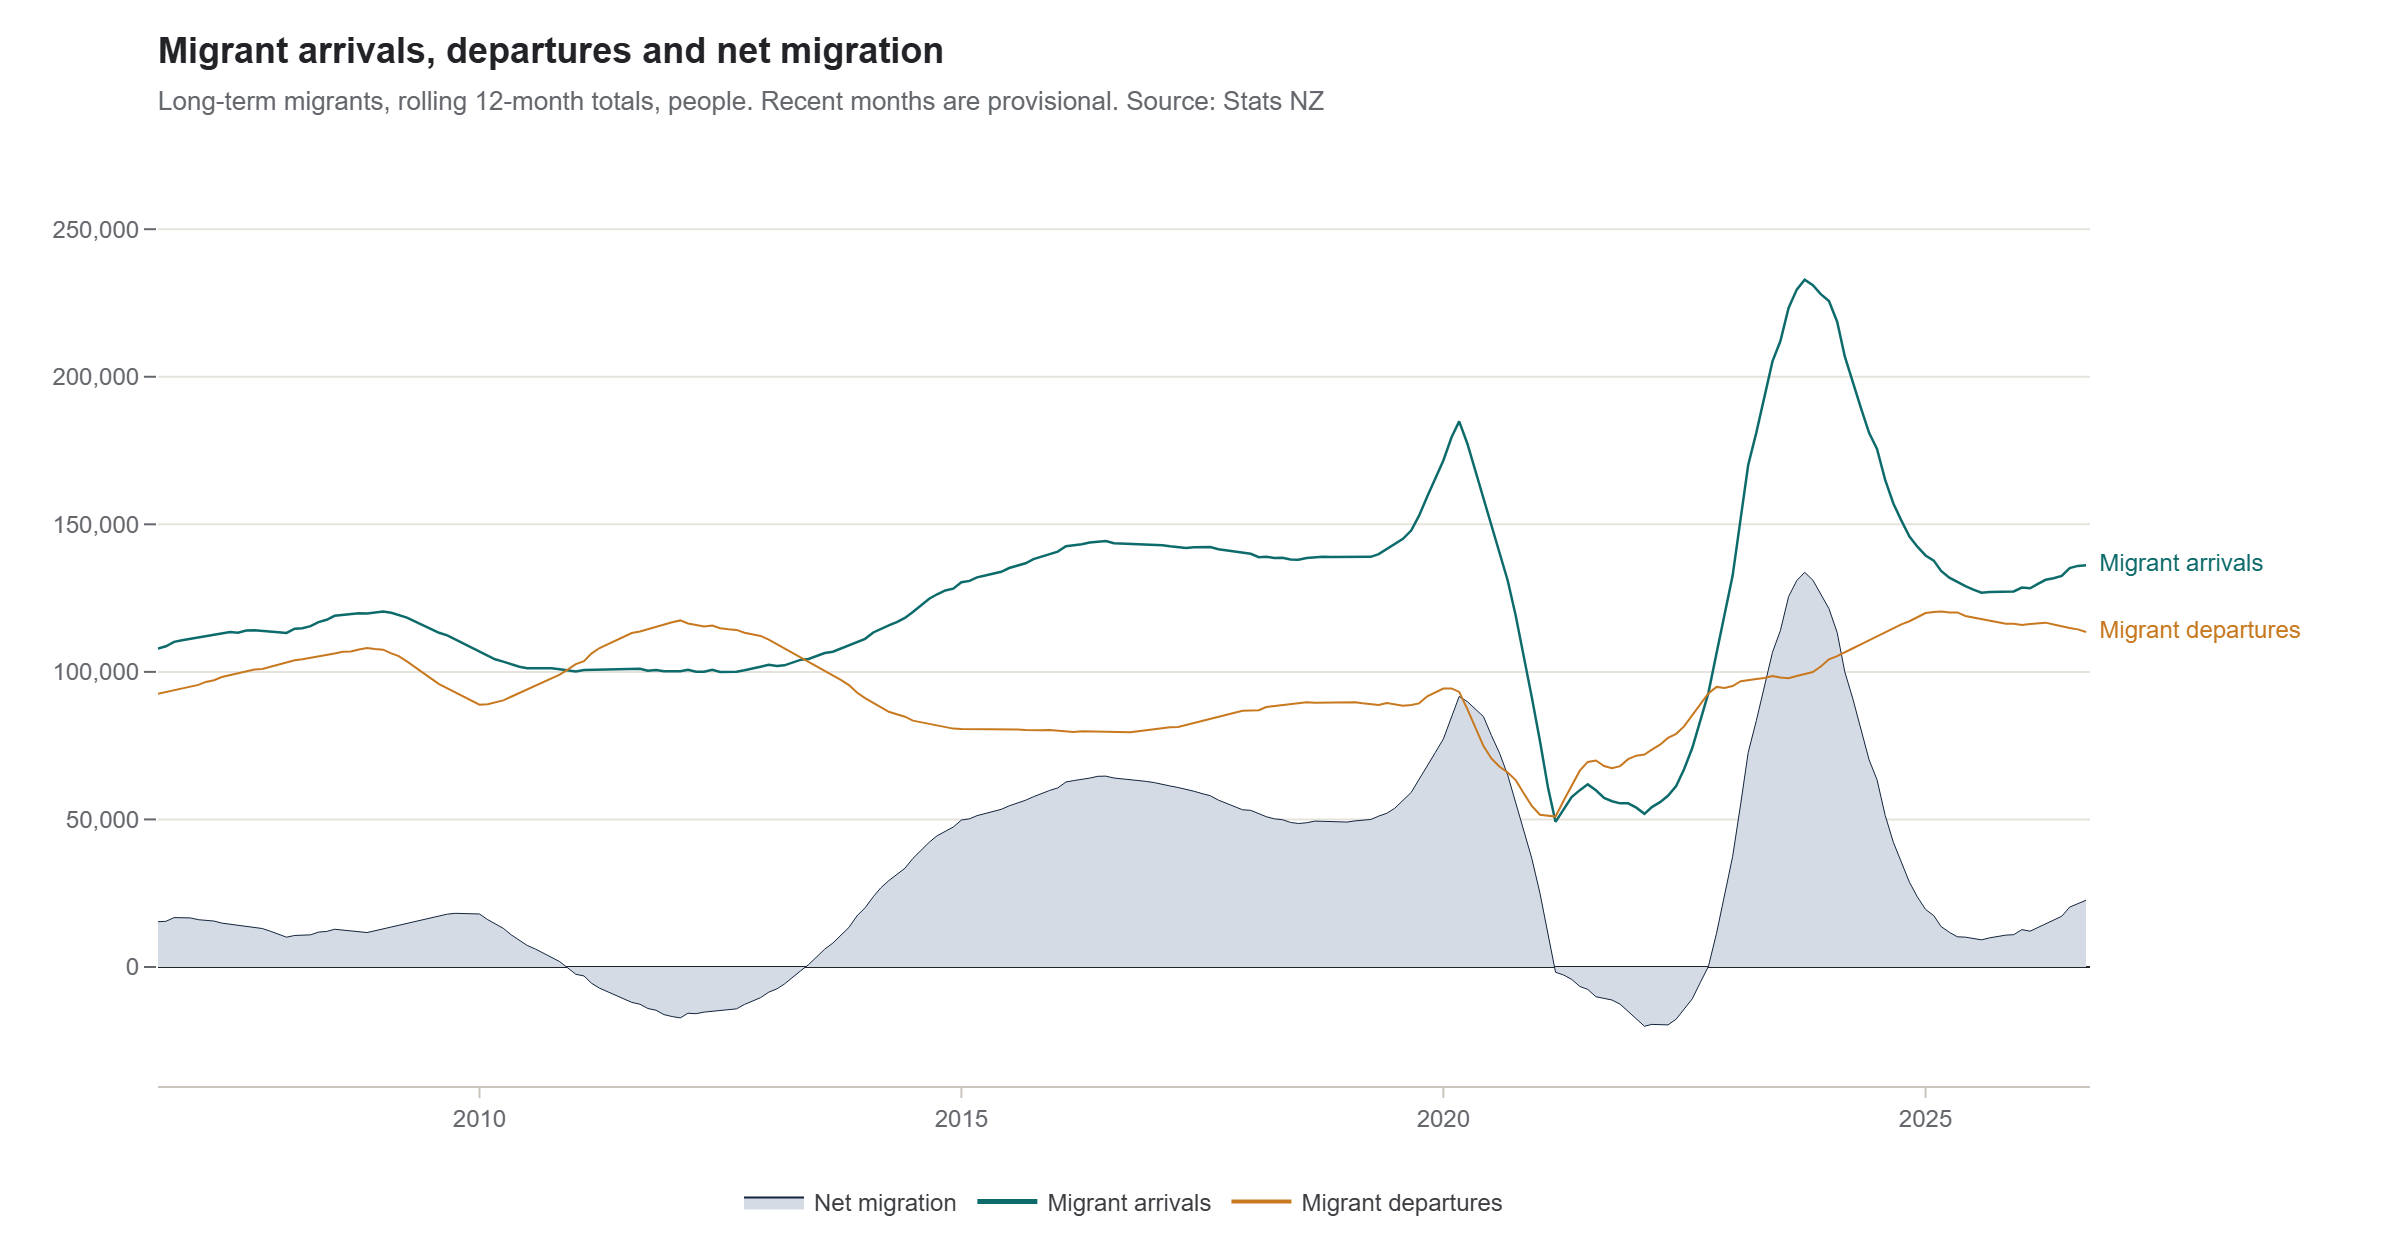 Migrant arrivals, departures and net migration
Long-term migrants, rolling 12-month totals, people. Recent months are provisional. Source: Stats NZ
250,000
200,000
150,000
100,000
50,000
0
Migrant arrivals
Migrant departures
2010 2015 2020 2025
Net migration Migrant arrivals Migrant departures